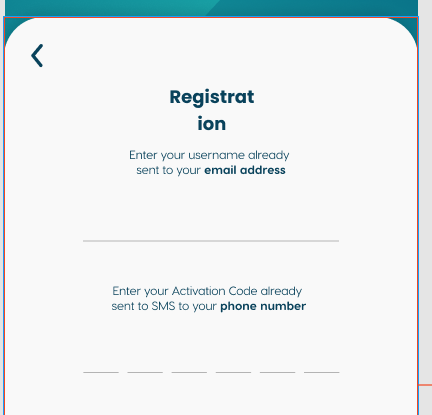 Registrat
ion
Enter your username already
sent to your email address
Enter your Activation Code already
sent to SMS to your phone number